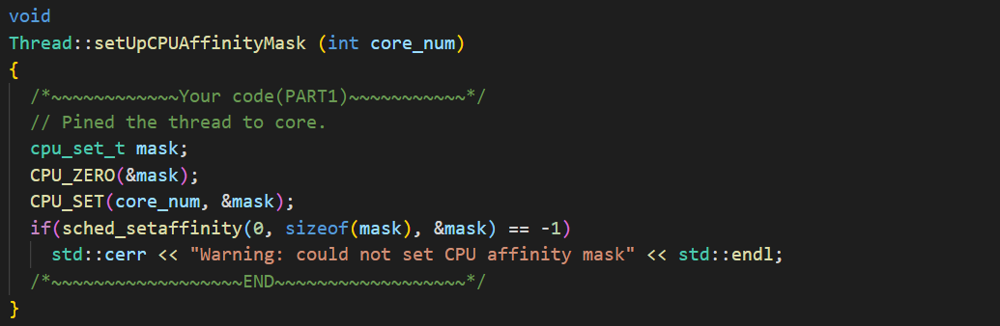 void
Thread::setUpCPUAffinityMask (int core_num)
{
  /*~~~~~~~~~~~~Your code(PART1)~~~~~~~~~~~*/
  // Pined the thread to core.
  cpu_set_t mask;
  CPU_ZERO(&mask);
  CPU_SET(core_num, &mask);
  if(sched_setaffinity(0, sizeof(mask), &mask) == -1)
    std::cerr << "Warning: could not set CPU affinity mask" << std::endl;
  /*~~~~~~~~~~~~~~~~~~END~~~~~~~~~~~~~~~~~~*/
}